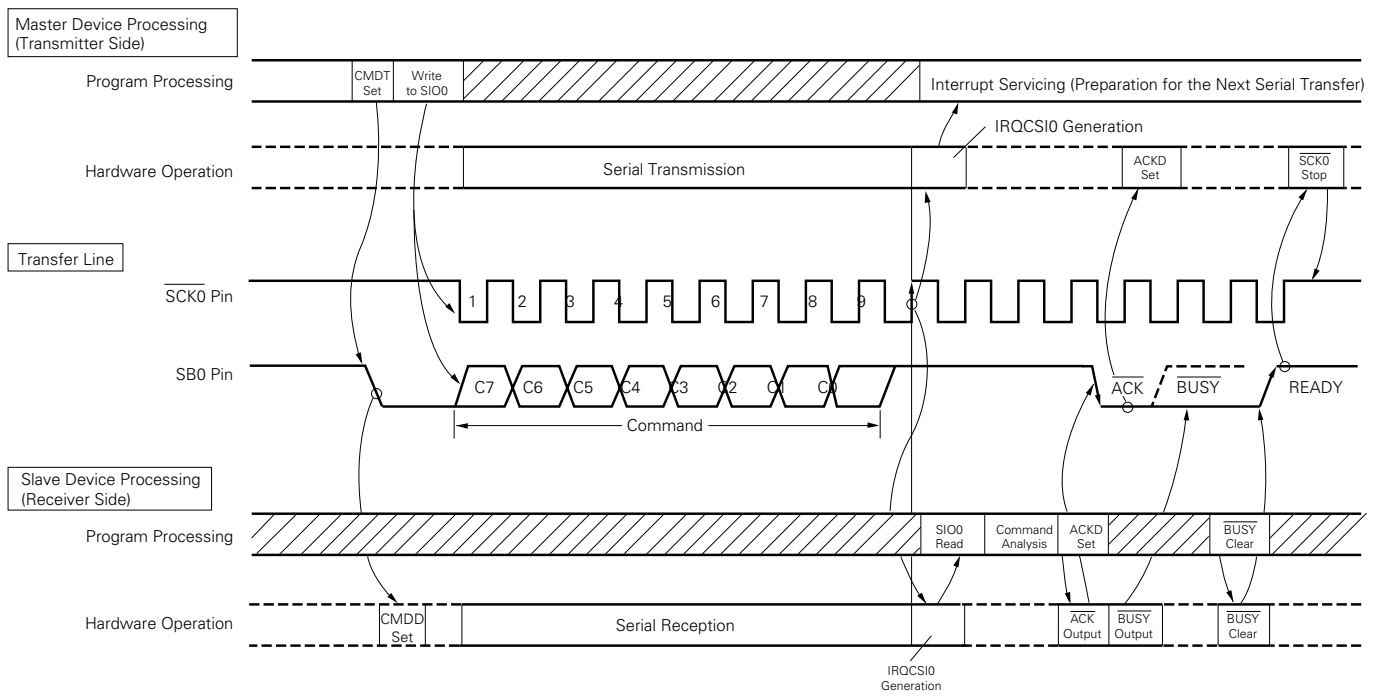 Master Device Processing
(Transmitter Side)
Program Processing
CMDT
Set
Write
to SIO0
Interrupt Servicing (Preparation for the Next Serial Transfer)
IRQCSI0 Generation
Hardware Operation
Serial Transmission
ACKD
Set
SCK0
Stop
Transfer Line
SCK0 Pin
1 2 3 4 5 6 7 8 9
SB0 Pin
C7 C6 C5 C4 C3 C2 C1 C0
ACK
BUSY
READY
Command
Slave Device Processing
(Receiver Side)
Program Processing
SIO0
Read
Command
Analysis
ACKD
Set
BUSY
Clear
Hardware Operation
CMDD
Set
Serial Reception
ACK
Output
BUSY
Output
BUSY
Clear
IRQCSI0
Generation